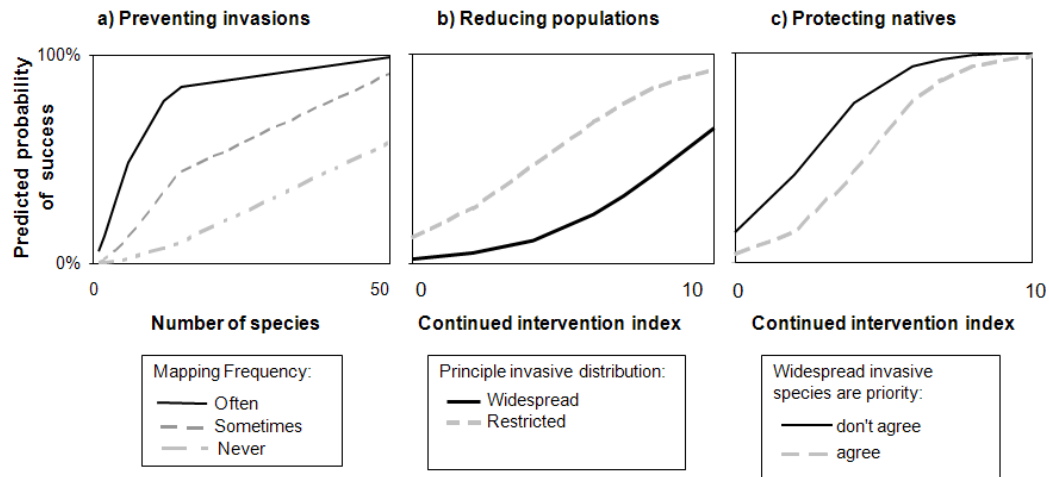 a) Preventing invasions
b) Reducing populations
c) Protecting natives
Predicted probability
of success
100%
0%
0
50
0
10
0
10
Number of species
Continued intervention index
Continued intervention index
Mapping Frequency:
Often
Sometimes
Never
Principle invasive distribution:
Widespread
Restricted
Widespread invasive
species are priority:
don't agree
agree